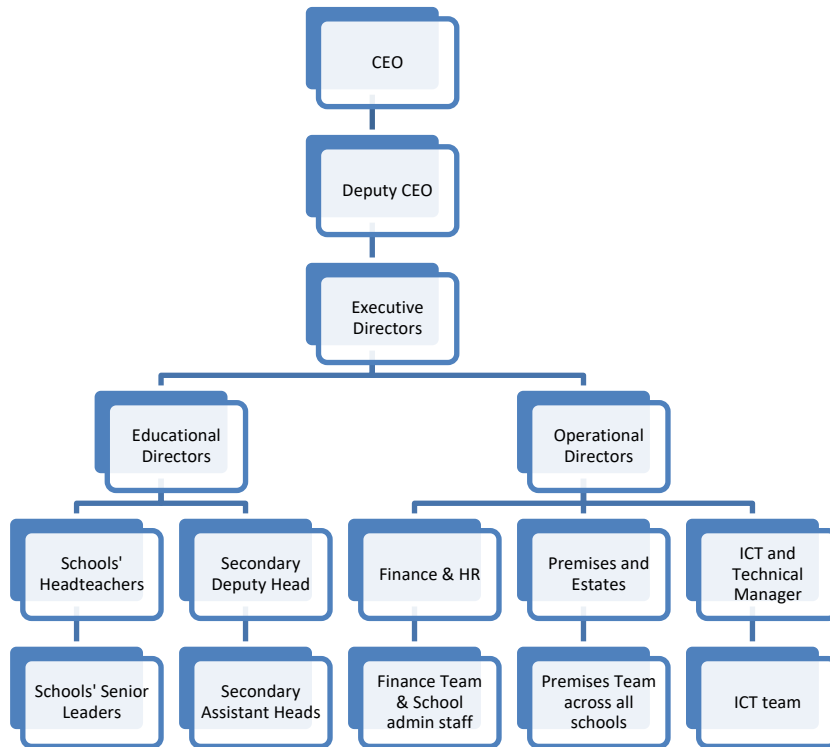 CEO
Deputy CEO
Executive
Directors
Educational
Directors
Operational
Directors
Schools'
Headteachers
Secondary
Deputy Head
Finance & HR
Premises and
Estates
ICT and
Technical
Manager
Schools' Senior
Leaders
Secondary
Assistant Heads
Finance Team
& School
admin staff
Premises Team
across all
schools
ICT team